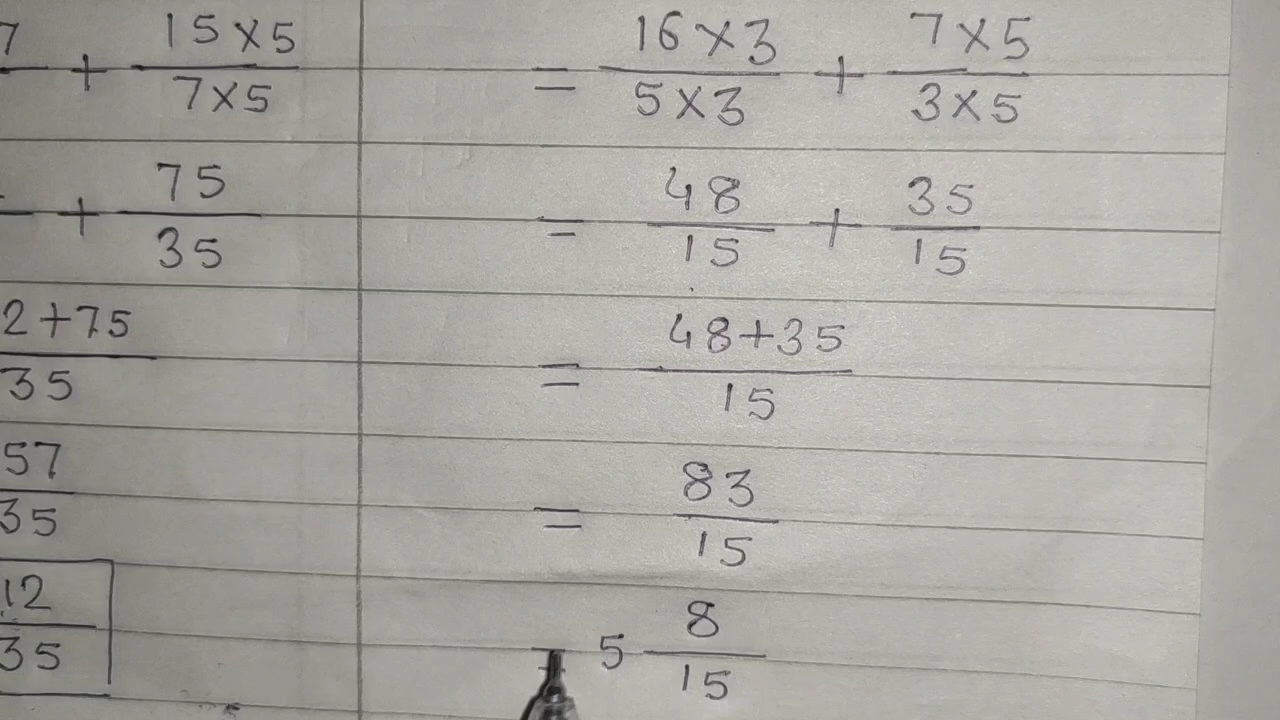 7/ + 15×5/7×5
+ 75/35
2+75/35
57/35
12/35
= 16×3/5×3 + 7×5/3×5
= 48/15 + 35/15
= 48+35/15
= 83/15
= 5 8/15